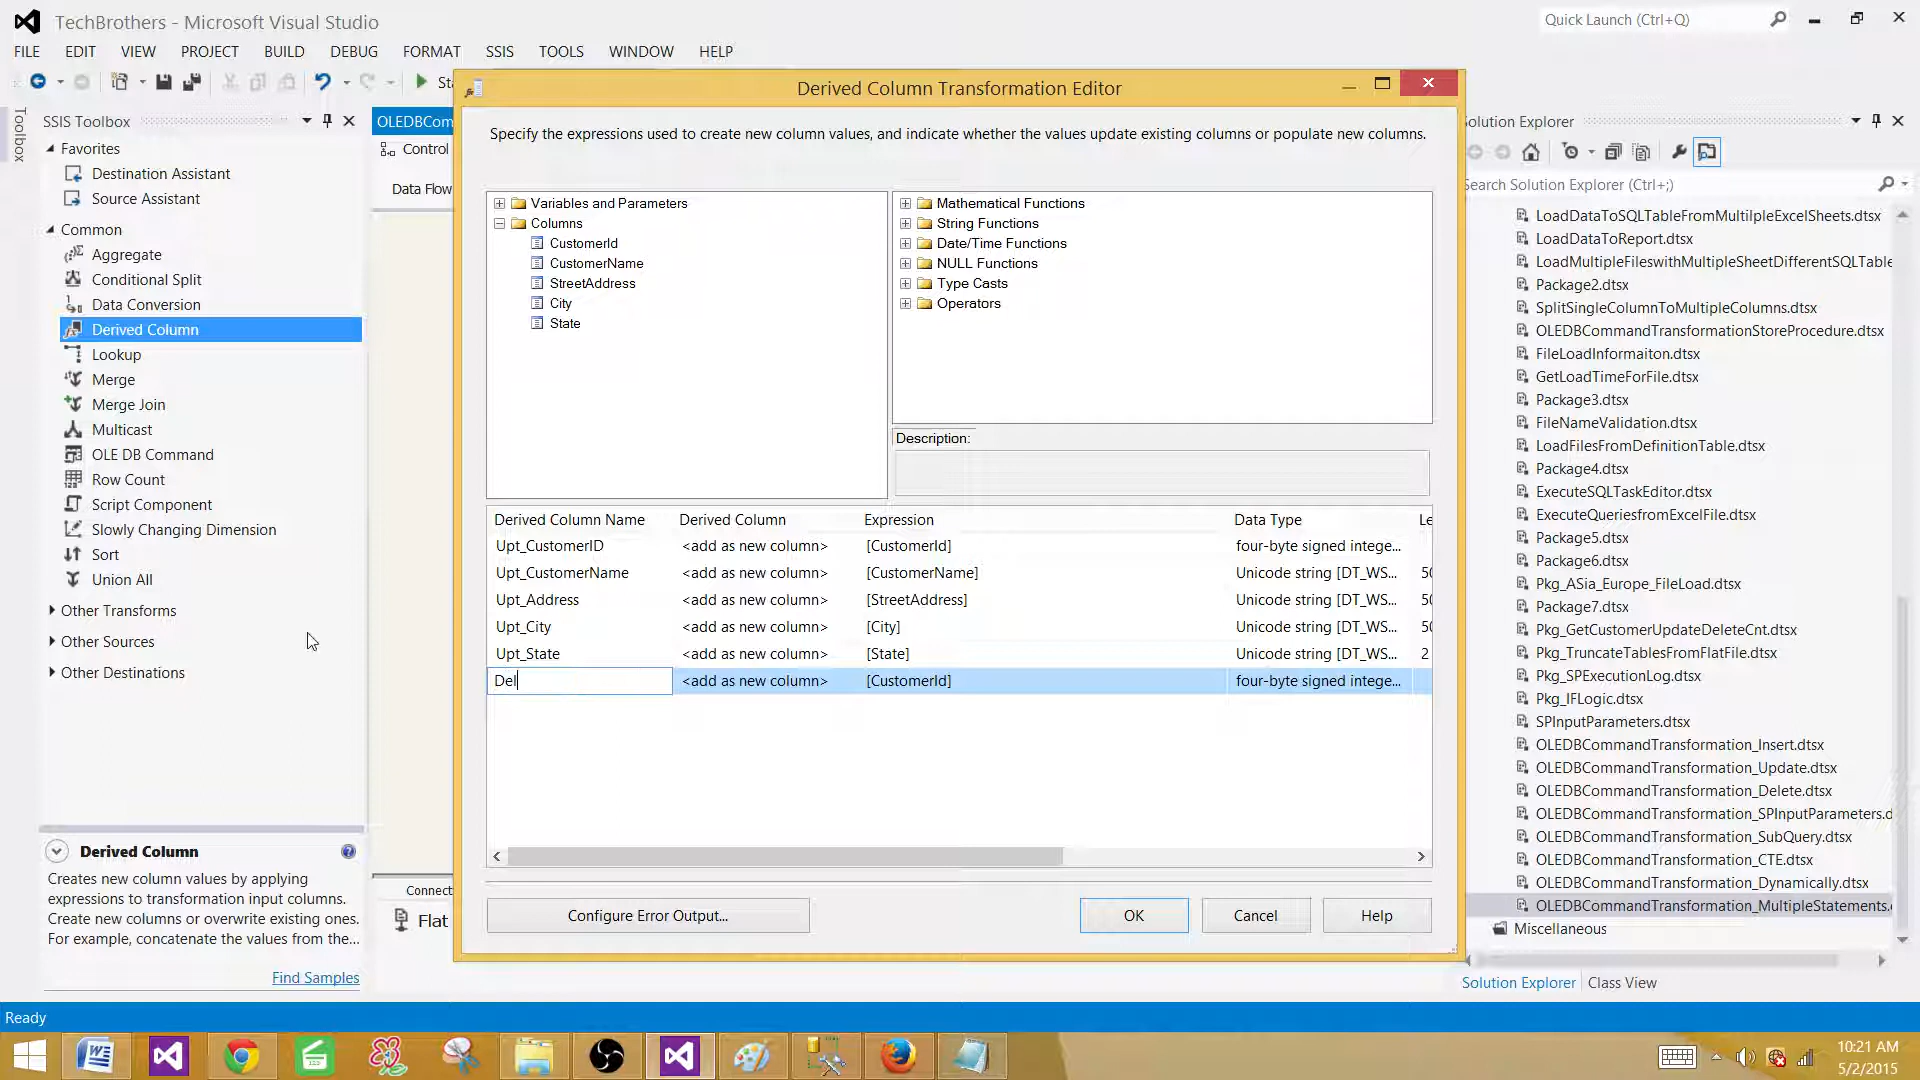 TechBrothers - Microsoft Visual Studio
Quick Launch (Ctrl+Q)
FILE EDIT VIEW PROJECT BUILD DEBUG FORMAT SSIS TOOLS WINDOW HELP
Derived Column Transformation Editor
Toolbox
SSIS Toolbox
Favorites
Destination Assistant
Source Assistant
Common
Aggregate
Conditional Split
Data Conversion
Derived Column
Lookup
Merge
Merge Join
Multicast
OLE DB Command
Row Count
Script Component
Slowly Changing Dimension
Sort
Union All
Other Transforms
Other Sources
Other Destinations
Derived Column
Creates new column values by applying
expressions to transformation input columns.
Create new columns or overwrite existing ones.
For example, concatenate the values from the...
Find Samples
OLEDBCom
Control
Data Flow
Connect
Flat
Specify the expressions used to create new column values, and indicate whether the values update existing columns or populate new columns.
Variables and Parameters
Columns
CustomerId
CustomerName
StreetAddress
City
State
Mathematical Functions
String Functions
Date/Time Functions
NULL Functions
Type Casts
Operators
Description:
Derived Column Name Derived Column Expression Data Type Le
Upt_CustomerID <add as new column> [CustomerId] four-byte signed intege...
Upt_CustomerName <add as new column> [CustomerName] Unicode string [DT_WS... 50
Upt_Address <add as new column> [StreetAddress] Unicode string [DT_WS... 50
Upt_City <add as new column> [City] Unicode string [DT_WS... 50
Upt_State <add as new column> [State] Unicode string [DT_WS... 2
Del <add as new column> [CustomerId] four-byte signed intege...
Configure Error Output...
OK Cancel Help
Solution Explorer
Search Solution Explorer (Ctrl+;)
LoadDataToSQLTableFromMultilpleExcelSheets.dtsx
LoadDataToReport.dtsx
LoadMultipleFileswithMultipleSheetDifferentSQLTable
Package2.dtsx
SplitSingleColumnToMultipleColumns.dtsx
OLEDBCommandTransformationStoreProcedure.dtsx
FileLoadInformaiton.dtsx
GetLoadTimeForFile.dtsx
Package3.dtsx
FileNameValidation.dtsx
LoadFilesFromDefinitionTable.dtsx
Package4.dtsx
ExecuteSQLTaskEditor.dtsx
ExecuteQueriesfromExcelFile.dtsx
Package5.dtsx
Package6.dtsx
Pkg_ASia_Europe_FileLoad.dtsx
Package7.dtsx
Pkg_GetCustomerUpdateDeleteCnt.dtsx
Pkg_TruncateTablesFromFlatFile.dtsx
Pkg_SPExecutionLog.dtsx
Pkg_IFLogic.dtsx
SPInputParameters.dtsx
OLEDBCommandTransformation_Insert.dtsx
OLEDBCommandTransformation_Update.dtsx
OLEDBCommandTransformation_Delete.dtsx
OLEDBCommandTransformation_SPInputParameters.d
OLEDBCommandTransformation_SubQuery.dtsx
OLEDBCommandTransformation_CTE.dtsx
OLEDBCommandTransformation_Dynamically.dtsx
OLEDBCommandTransformation_MultipleStatements.
Miscellaneous
Solution Explorer Class View
Ready
10:21 AM
5/2/2015